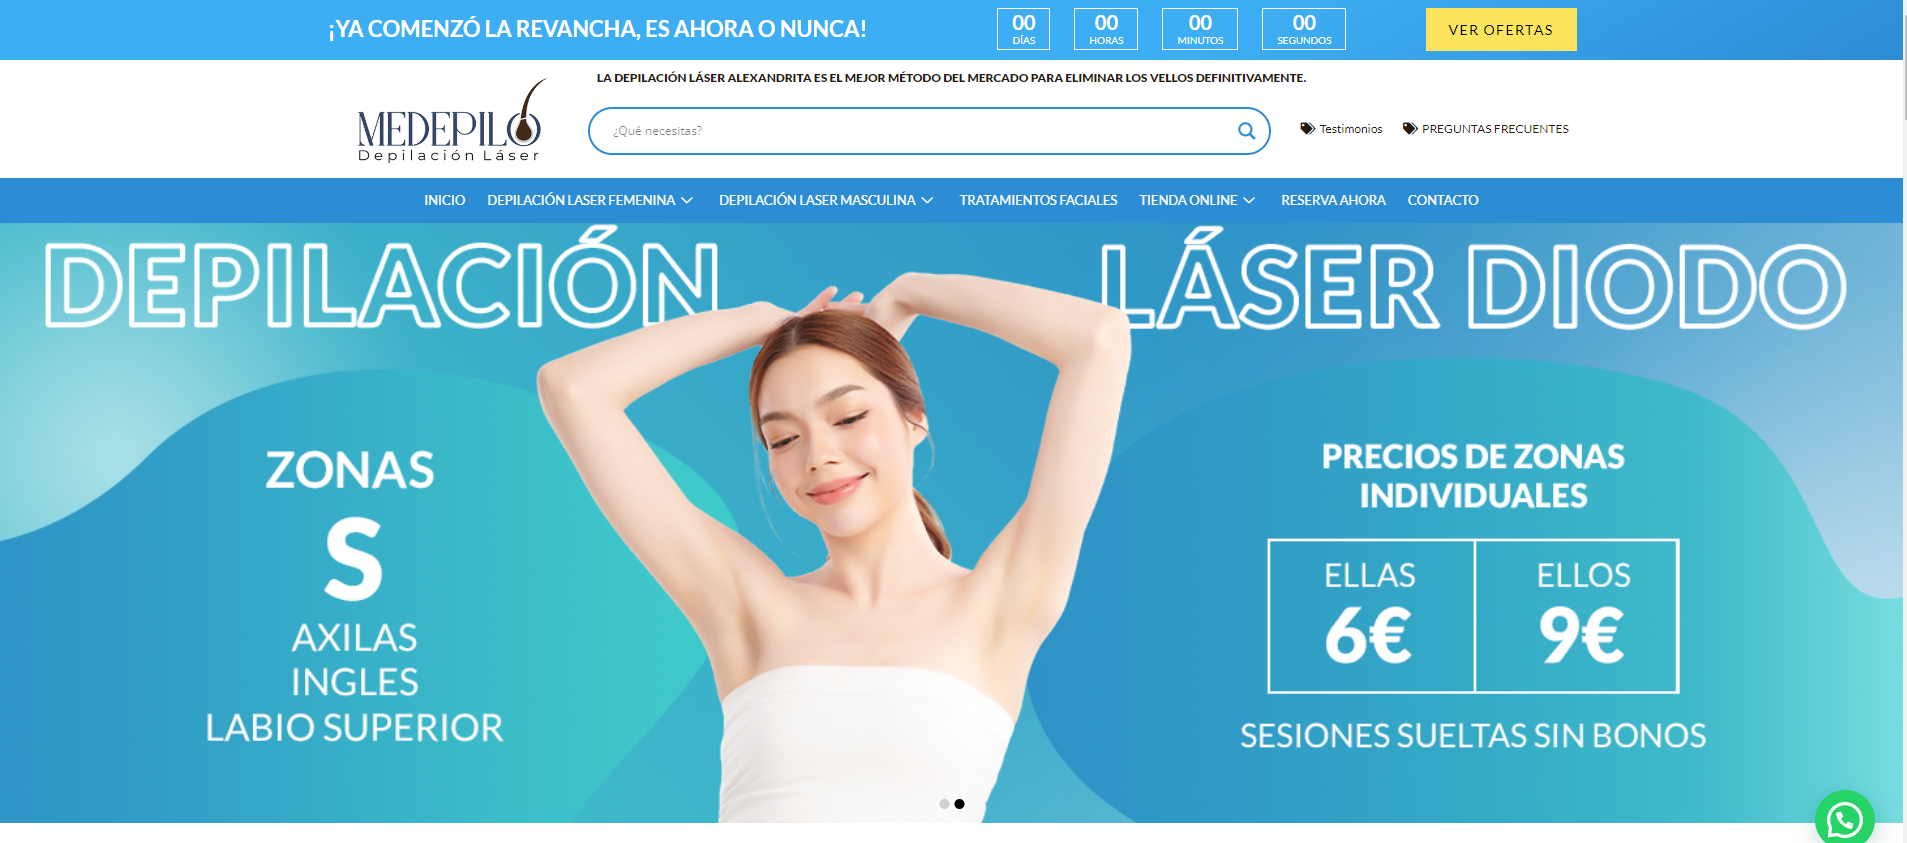 ¡YA COMENZÓ LA REVANCHA, ES AHORA O NUNCA!
00 00 00 00
DÍAS HORAS MINUTOS SEGUNDOS
VER OFERTAS
LA DEPILACIÓN LÁSER ALEXANDRITA ES EL MEJOR MÉTODO DEL MERCADO PARA ELIMINAR LOS VELLOS DEFINITIVAMENTE.
MEDEPILÓ
Depilación Láser
¿Qué necesitas?
Testimonios
PREGUNTAS FRECUENTES
INICIO DEPILACIÓN LASER FEMENINA DEPILACIÓN LASER MASCULINA TRATAMIENTOS FACIALES TIENDA ONLINE RESERVA AHORA CONTACTO
DEPILACIÓN LÁSER DIODO
ZONAS
S
AXILAS
INGLES
LABIO SUPERIOR
PRECIOS DE ZONAS
INDIVIDUALES
ELLAS ELLOS
6€ 9€
SESIONES SUELTAS SIN BONOS